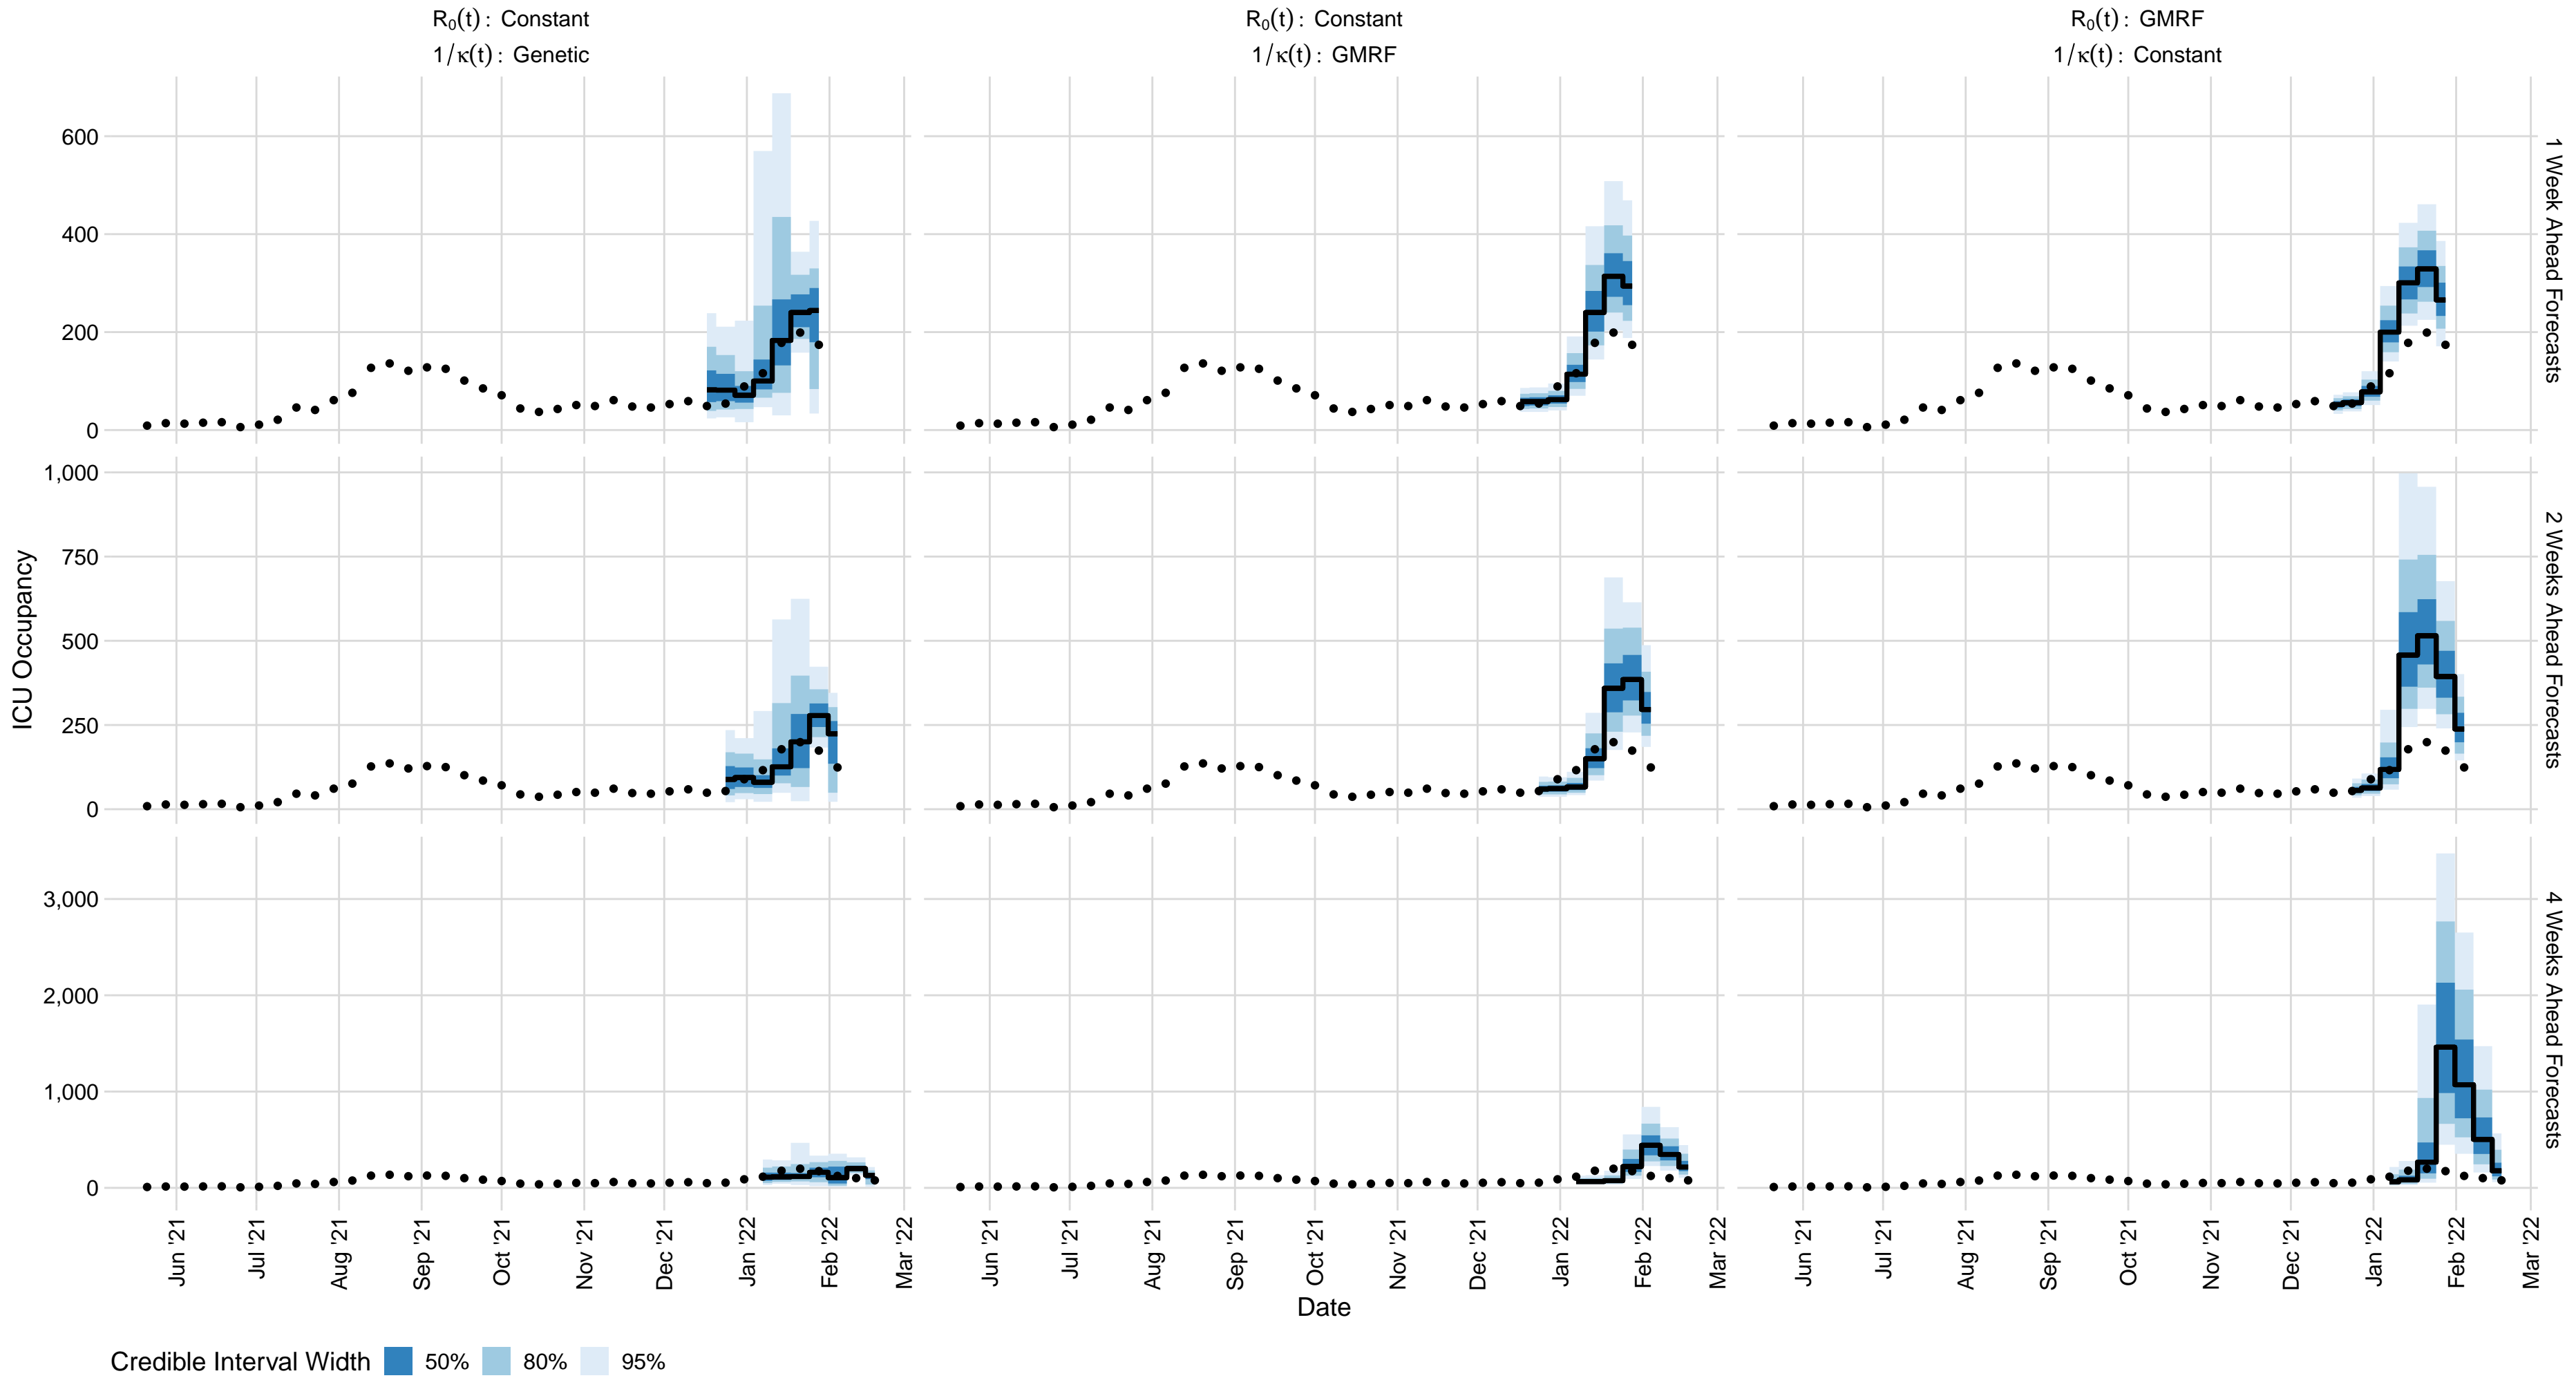 R₀(t): Constant
1/κ(t): Genetic
R₀(t): Constant
1/κ(t): GMRF
R₀(t): GMRF
1/κ(t): Constant
600
400
200
0
1 Week Ahead Forecasts
1,000
750
500
250
0
2 Weeks Ahead Forecasts
3,000
2,000
1,000
0
4 Weeks Ahead Forecasts
ICU Occupancy
Jun '21
Jul '21
Aug '21
Sep '21
Oct '21
Nov '21
Dec '21
Jan '22
Feb '22
Mar '22
Jun '21
Jul '21
Aug '21
Sep '21
Oct '21
Nov '21
Dec '21
Jan '22
Feb '22
Mar '22
Jun '21
Jul '21
Aug '21
Sep '21
Oct '21
Nov '21
Dec '21
Jan '22
Feb '22
Mar '22
Date
Credible Interval Width 50% 80% 95%